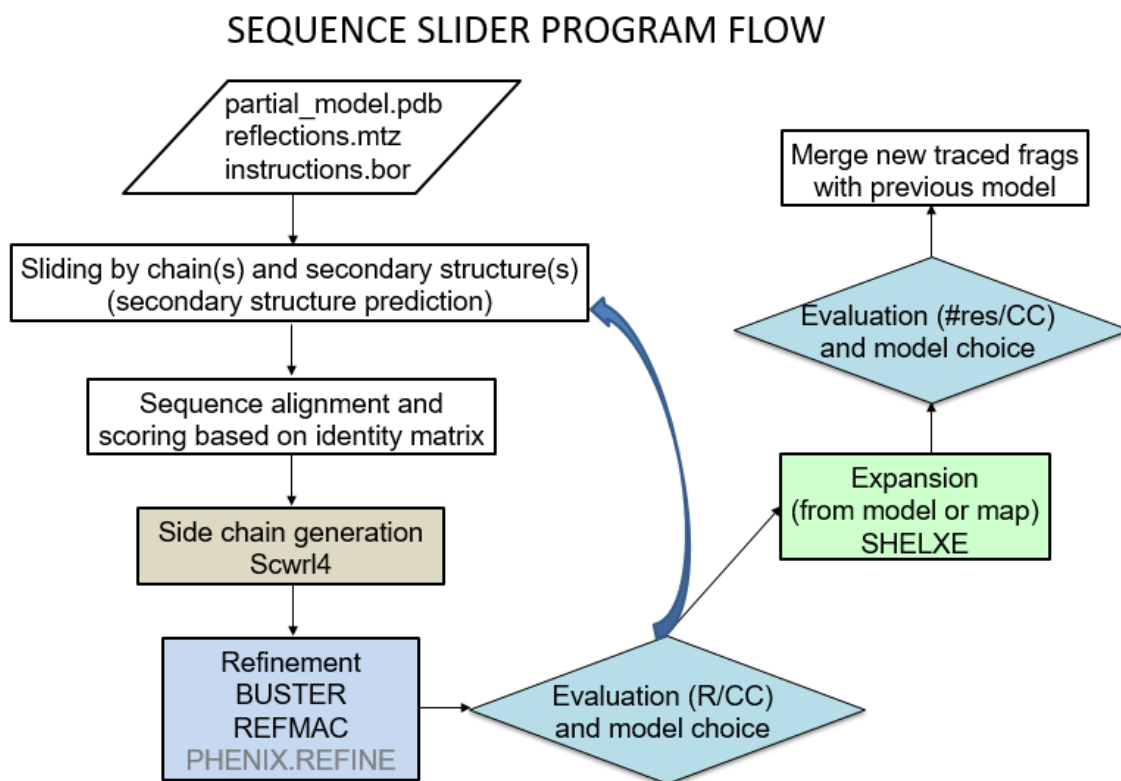 SEQUENCE SLIDER PROGRAM FLOW
partial_model.pdb
reflections.mtz
instructions.bor
Sliding by chain(s) and secondary structure(s)
(secondary structure prediction)
Sequence alignment and
scoring based on identity matrix
Side chain generation
Scwrl4
Refinement
BUSTER
REFMAC
PHENIX.REFINE
Evaluation (R/CC)
and model choice
Expansion
(from model or map)
SHELXE
Evaluation (#res/CC)
and model choice
Merge new traced frags
with previous model